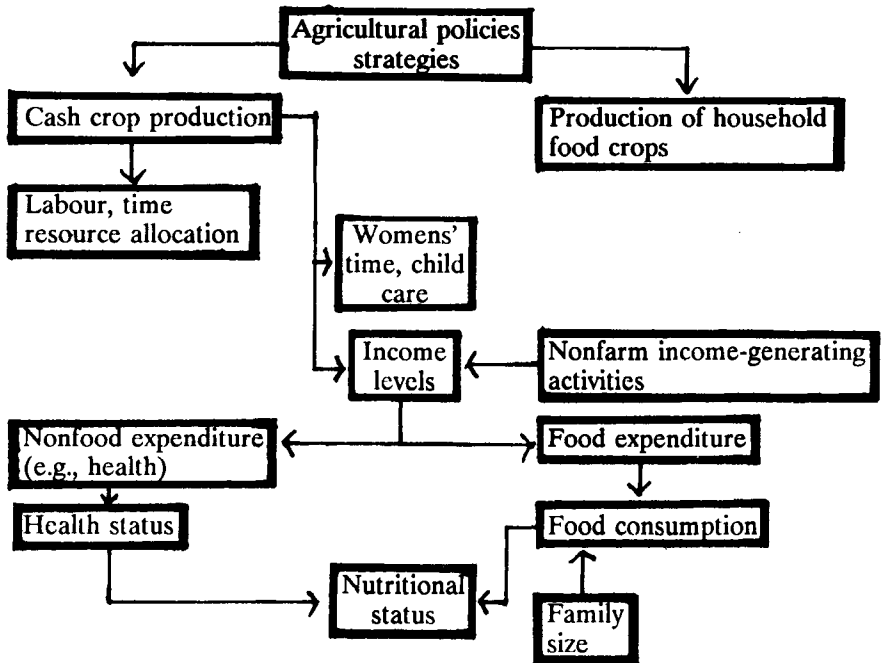 Agricultural policies
strategies
Cash crop production
Production of household
food crops
Labour, time
resource allocation
Womens'
time, child
care
Income
levels
Nonfarm income-generating
activities
Nonfood expenditure
(e.g., health)
Food expenditure
Health status
Food consumption
Nutritional
status
Family
size